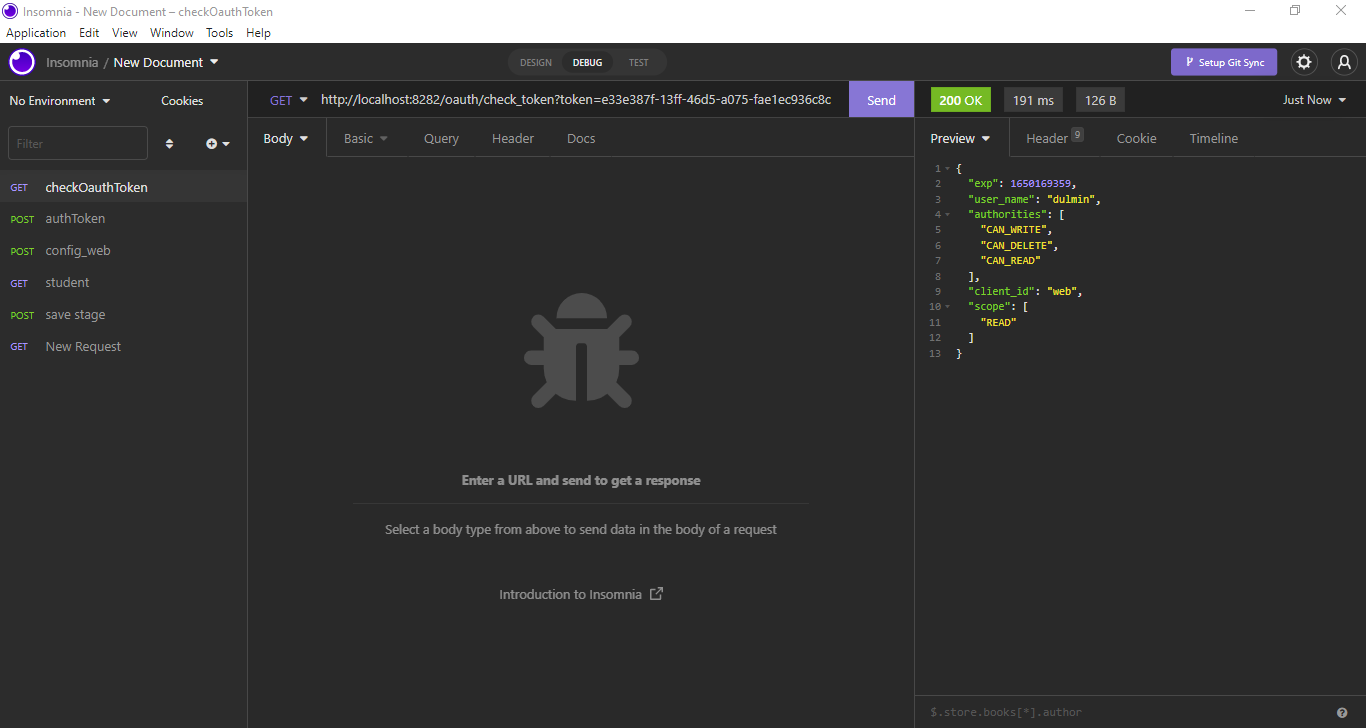 Insomnia - New Document – checkOauthToken
Application Edit View Window Tools Help
Insomnia / New Document
DESIGN DEBUG TEST
Setup Git Sync
No Environment Cookies
GET http://localhost:8282/oauth/check_token?token=e33e387f-13ff-46d5-a075-fae1ec936c8c Send
200 OK 191 ms 126 B Just Now
Filter
Body Basic Query Header Docs
Preview Header 9 Cookie Timeline
GET checkOauthToken
POST authToken
POST config_web
GET student
POST save stage
GET New Request
Enter a URL and send to get a response
Select a body type from above to send data in the body of a request
Introduction to Insomnia
1 {
2 "exp": 1650169359,
3 "user_name": "dulmin",
4 "authorities": [
5 "CAN_WRITE",
6 "CAN_DELETE",
7 "CAN_READ"
8 ],
9 "client_id": "web",
10 "scope": [
11 "READ"
12 ]
13 }
$.store.books[*].author